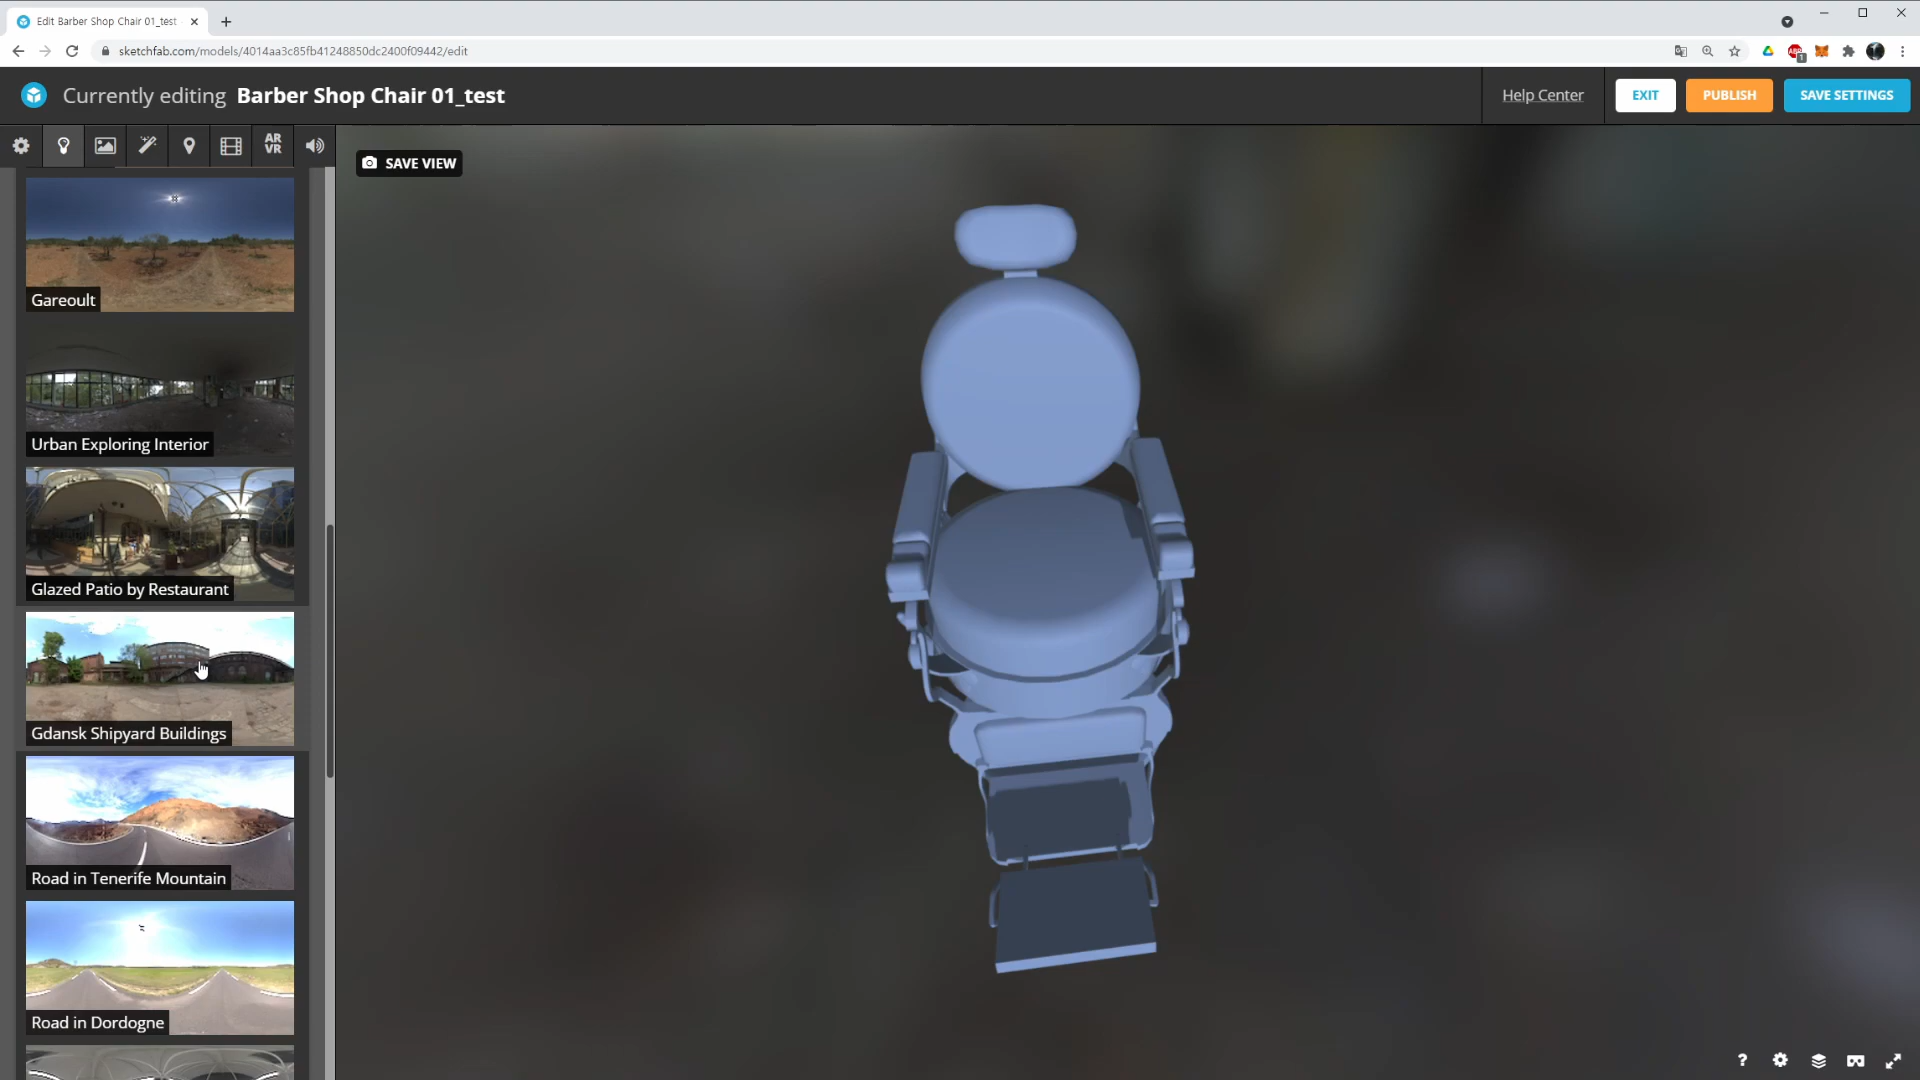 Edit Barber Shop Chair 01_test
sketchfab.com/models/4014aa3c85fb41248850dc2400f09442/edit
ABP
1
Currently editing Barber Shop Chair 01_test
Help Center
EXIT
PUBLISH
SAVE SETTINGS
AR
VR
SAVE VIEW
Gareoult
Urban Exploring Interior
Glazed Patio by Restaurant
Gdansk Shipyard Buildings
Road in Tenerife Mountain
Road in Dordogne
?